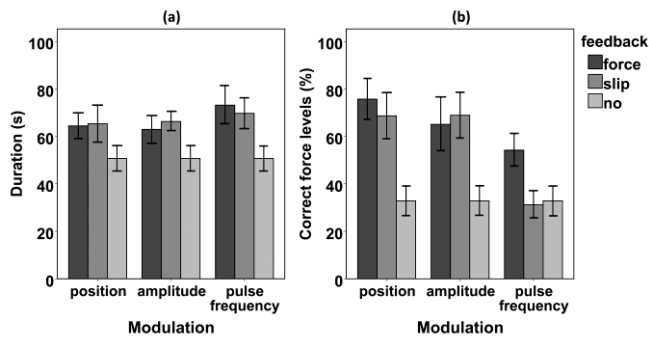 (a)
100
80
60
40
20
0
Duration (s)
position amplitude pulse
frequency
Modulation
(b)
100
80
60
40
20
0
Correct force levels (%)
position amplitude pulse
frequency
Modulation
feedback
force
slip
no